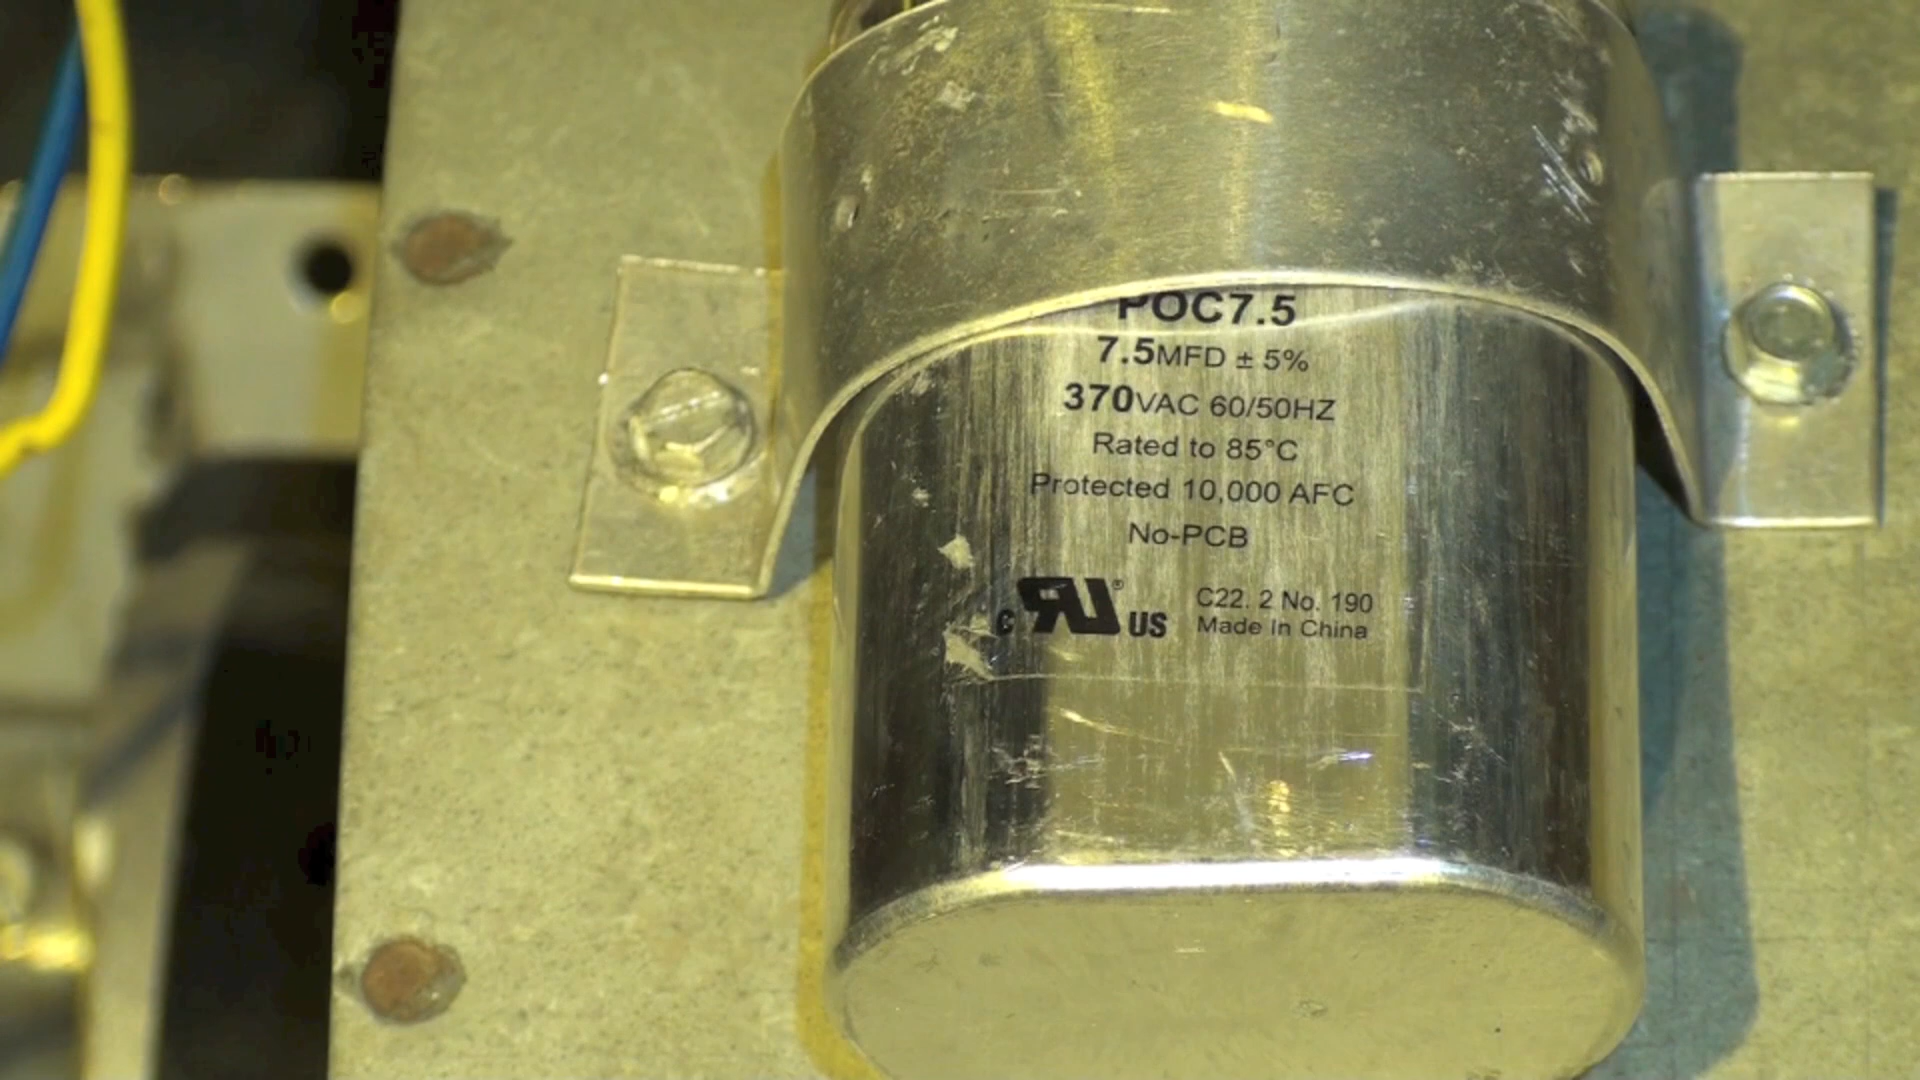 POC7.5
7.5MFD ± 5%
370VAC 60/50HZ
Rated to 85°C
Protected 10,000 AFC
No-PCB
c RU® US
C22. 2 No. 190
Made In China